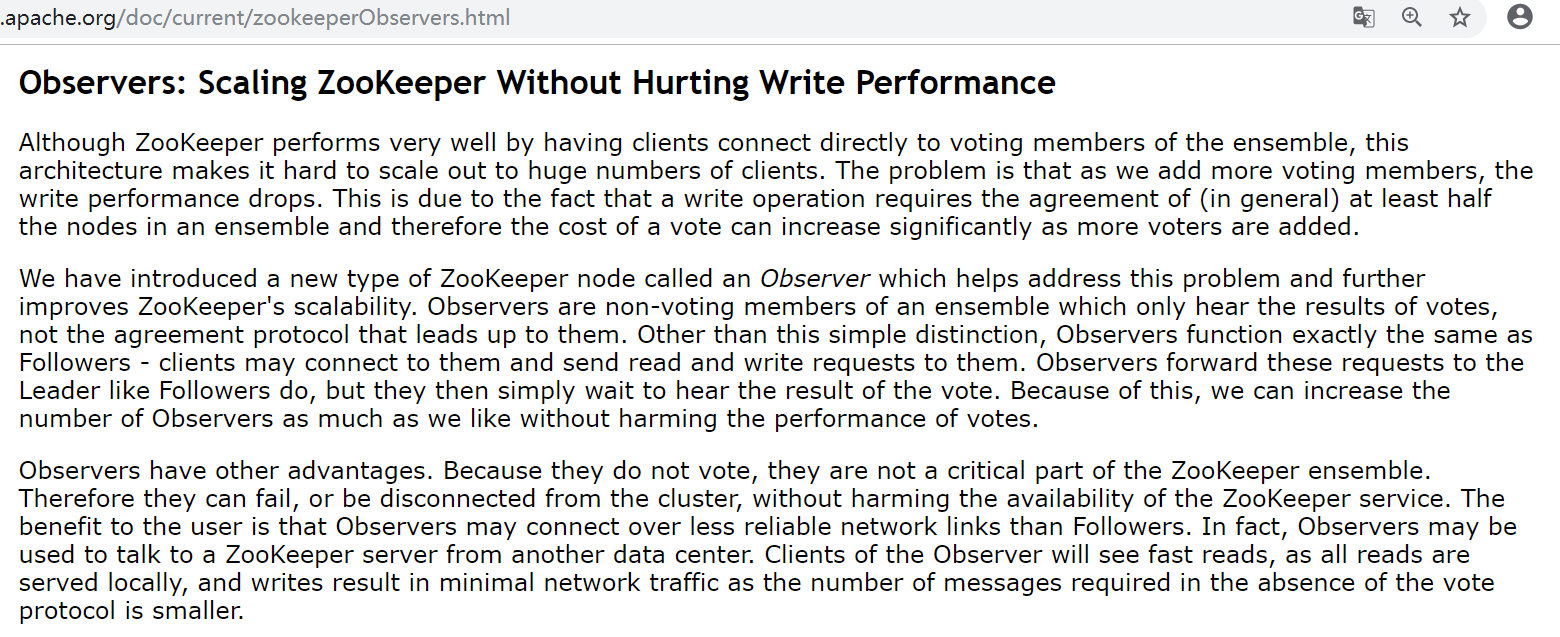 .apache.org/doc/current/zookeeperObservers.html
Observers: Scaling ZooKeeper Without Hurting Write Performance
Although ZooKeeper performs very well by having clients connect directly to voting members of the ensemble, this
architecture makes it hard to scale out to huge numbers of clients. The problem is that as we add more voting members, the
write performance drops. This is due to the fact that a write operation requires the agreement of (in general) at least half
the nodes in an ensemble and therefore the cost of a vote can increase significantly as more voters are added.
We have introduced a new type of ZooKeeper node called an Observer which helps address this problem and further
improves ZooKeeper's scalability. Observers are non-voting members of an ensemble which only hear the results of votes,
not the agreement protocol that leads up to them. Other than this simple distinction, Observers function exactly the same as
Followers - clients may connect to them and send read and write requests to them. Observers forward these requests to the
Leader like Followers do, but they then simply wait to hear the result of the vote. Because of this, we can increase the
number of Observers as much as we like without harming the performance of votes.
Observers have other advantages. Because they do not vote, they are not a critical part of the ZooKeeper ensemble.
Therefore they can fail, or be disconnected from the cluster, without harming the availability of the ZooKeeper service. The
benefit to the user is that Observers may connect over less reliable network links than Followers. In fact, Observers may be
used to talk to a ZooKeeper server from another data center. Clients of the Observer will see fast reads, as all reads are
served locally, and writes result in minimal network traffic as the number of messages required in the absence of the vote
protocol is smaller.